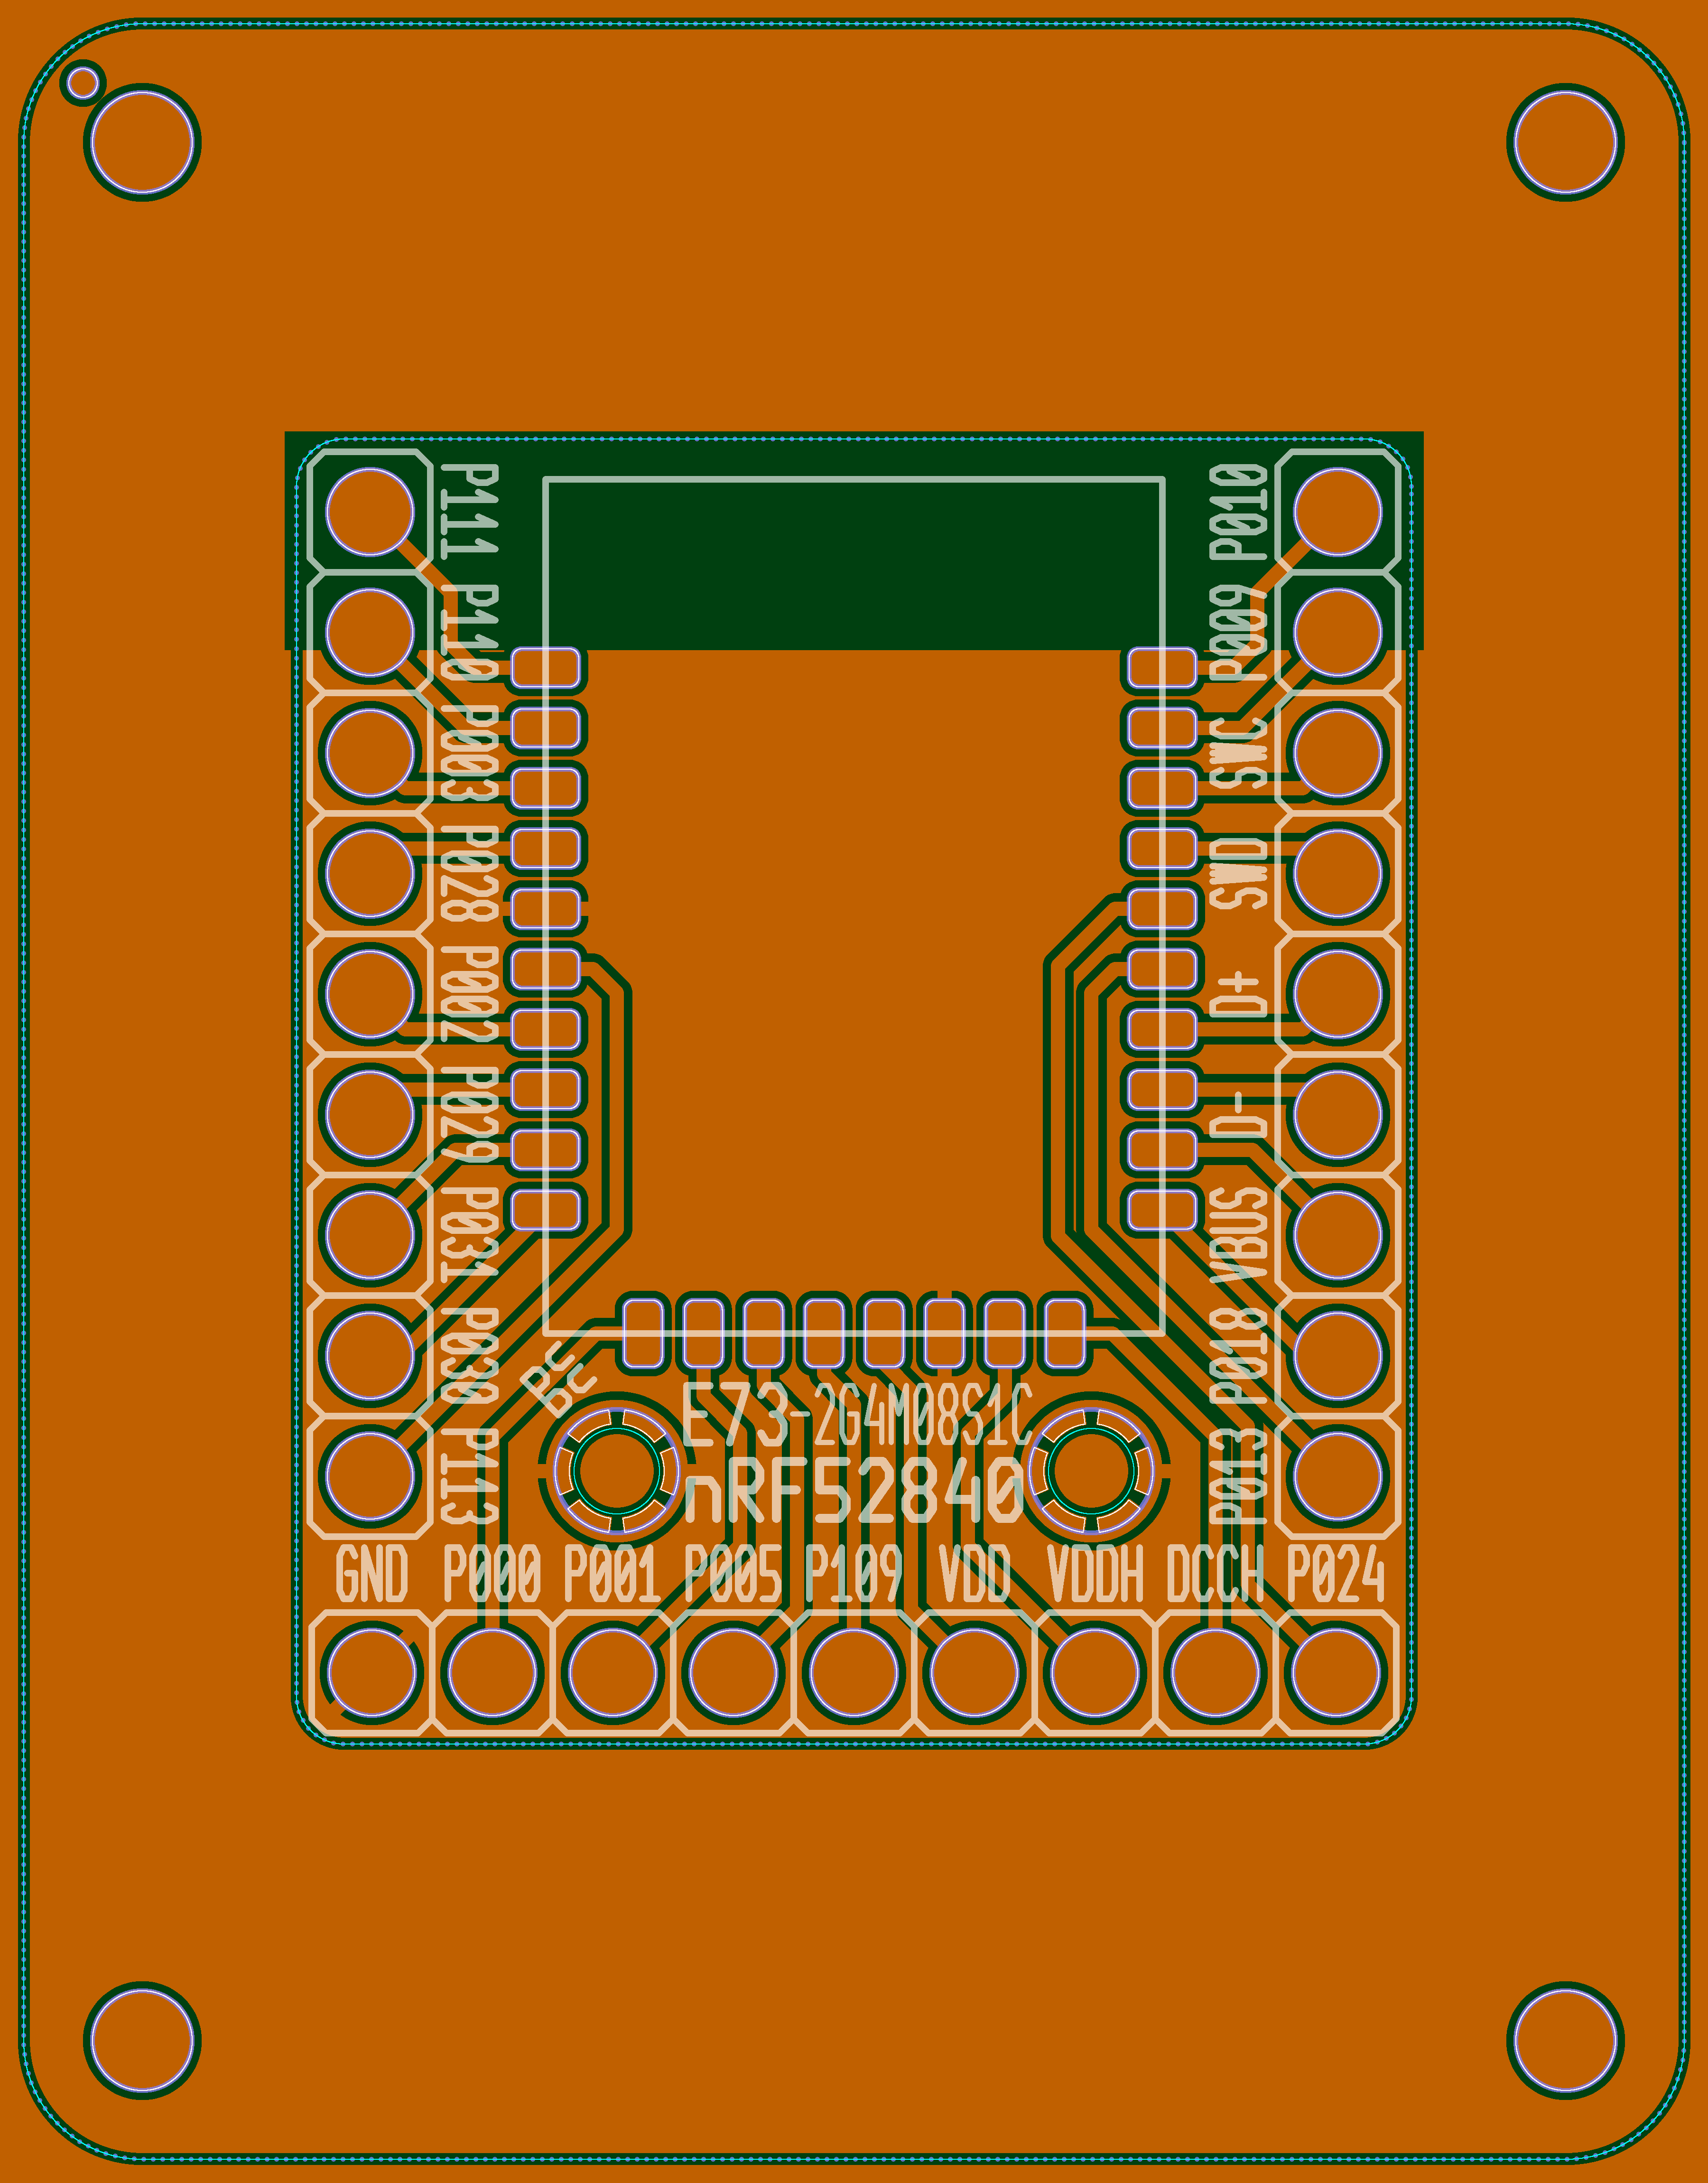 P111 P110 P003 P028 P002 P029 P031 P030 P113
P010
P009
SWC
SWD
D+
D-
VBUS
P018
P013
E73-2G4M08S1C
nRF52840
GND P000 P001 P005 P109 VDD VDDH DCCH P024